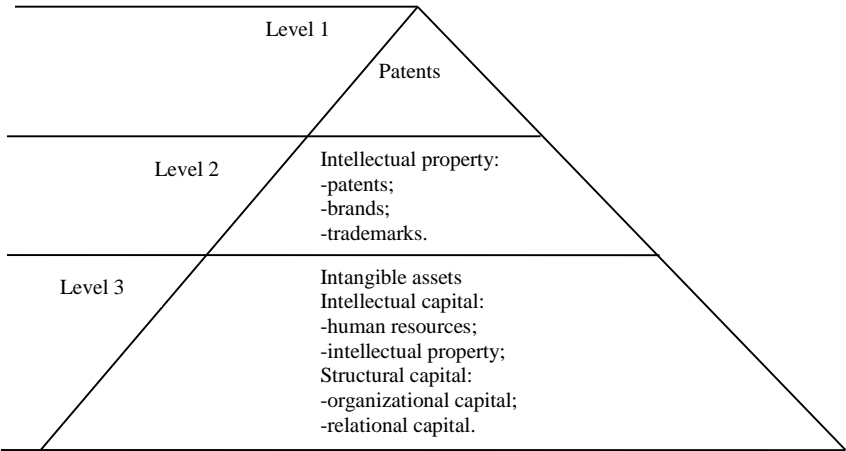 Level 1
Patents
Level 2
Intellectual property:
-patents;
-brands;
-trademarks.
Level 3
Intangible assets
Intellectual capital:
-human resources;
-intellectual property;
Structural capital:
-organizational capital;
-relational capital.